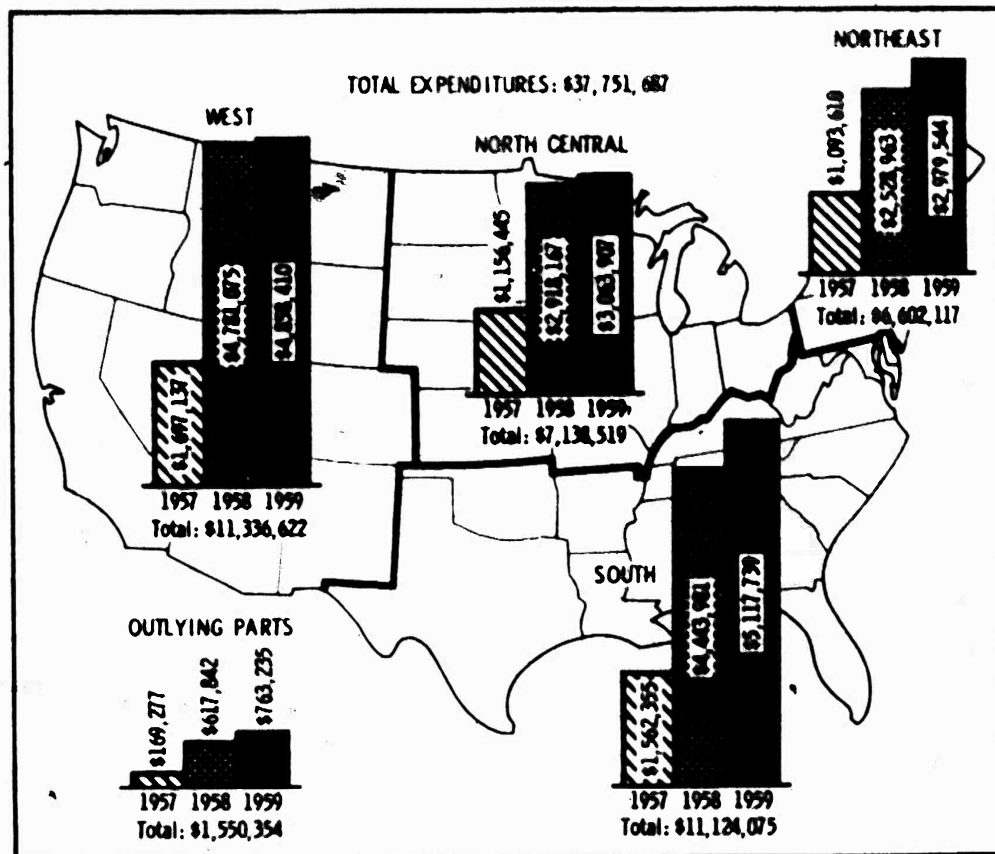 NORTHEAST
$1,093,610
$2,528,963
$2,979,544
1957 1958 1959
Total: $6,602,117
TOTAL EXPENDITURES: $37,751,687
WEST
$1,697,137
$4,781,075
$4,858,410
1957 1958 1959
Total: $11,336,622
NORTH CENTRAL
$1,156,445
$2,918,167
$3,063,907
1957 1958 1959
Total: $7,138,519
SOUTH
$1,562,355
$4,443,981
$5,117,739
1957 1958 1959
Total: $11,124,075
OUTLYING PARTS
$169,277
$617,842
$763,235
1957 1958 1959
Total: $1,550,354